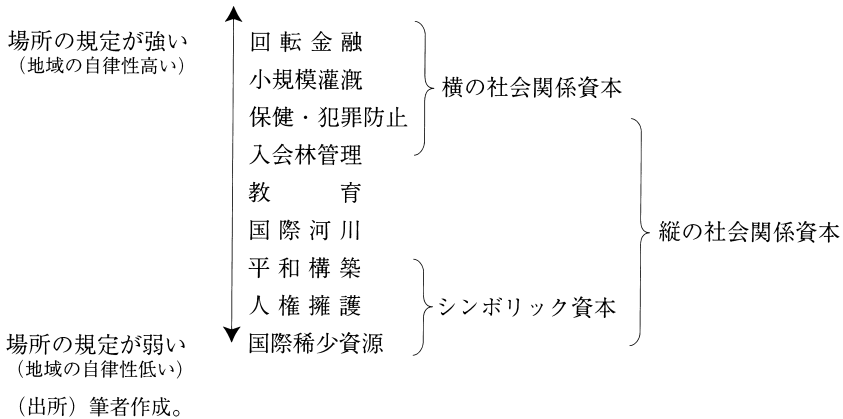 場所の規定が強い
（地域の自律性高い）
回転金融
小規模灌漑
保健・犯罪防止
入会林管理
教育
国際河川
平和構築
人権擁護
国際稀少資源
横の社会関係資本
縦の社会関係資本
シンボリック資本
場所の規定が弱い
（地域の自律性低い）
（出所）筆者作成。